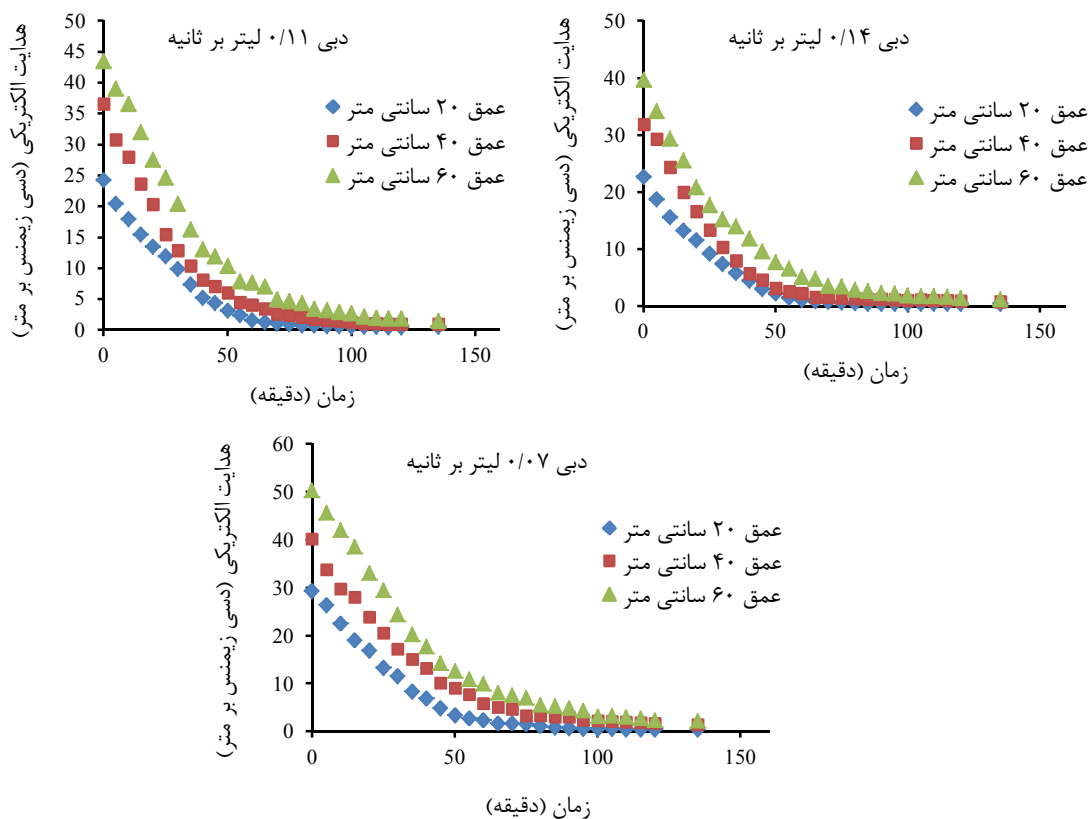 دبی ۰/۱۱ لیتر بر ثانیه
هدایت الکتریکی (دسی زیمنس بر متر)
50
45
40
35
30
25
20
15
10
5
0
0 50 100 150
زمان (دقیقه)
عمق ۲۰ سانتی متر
عمق ۴۰ سانتی متر
عمق ۶۰ سانتی متر
دبی ۰/۱۴ لیتر بر ثانیه
هدایت الکتریکی (دسی زیمنس بر متر)
50
40
30
20
10
0
0 50 100 150
زمان (دقیقه)
عمق ۲۰ سانتی متر
عمق ۴۰ سانتی متر
عمق ۶۰ سانتی متر
دبی ۰/۰۷ لیتر بر ثانیه
هدایت الکتریکی (دسی زیمنس بر متر)
60
50
40
30
20
10
0
0 50 100 150
زمان (دقیقه)
عمق ۲۰ سانتی متر
عمق ۴۰ سانتی متر
عمق ۶۰ سانتی متر